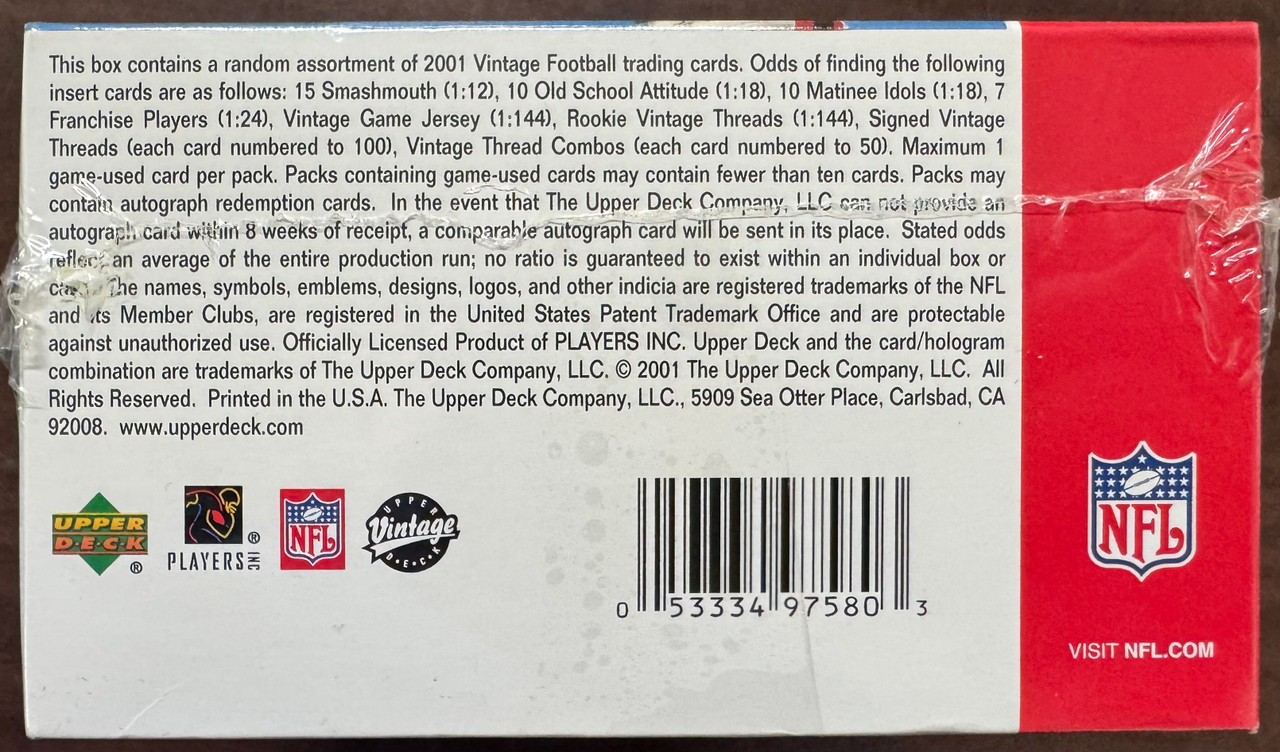 This box contains a random assortment of 2001 Vintage Football trading cards. Odds of finding the following
insert cards are as follows: 15 Smashmouth (1:12), 10 Old School Attitude (1:18), 10 Matinee Idols (1:18), 7
Franchise Players (1:24), Vintage Game Jersey (1:144), Rookie Vintage Threads (1:144), Signed Vintage
Threads (each card numbered to 100), Vintage Thread Combos (each card numbered to 50). Maximum 1
game-used card per pack. Packs containing game-used cards may contain fewer than ten cards. Packs may
contain autograph redemption cards. In the event that The Upper Deck Company, LLC can not provide an
autograph card within 8 weeks of receipt, a comparable autograph card will be sent in its place. Stated odds
reflect an average of the entire production run; no ratio is guaranteed to exist within an individual box or
case. The names, symbols, emblems, designs, logos, and other indicia are registered trademarks of the NFL
and its Member Clubs, are registered in the United States Patent Trademark Office and are protectable
against unauthorized use. Officially Licensed Product of PLAYERS INC. Upper Deck and the card/hologram
combination are trademarks of The Upper Deck Company, LLC. © 2001 The Upper Deck Company, LLC. All
Rights Reserved. Printed in the U.S.A. The Upper Deck Company, LLC., 5909 Sea Otter Place, Carlsbad, CA
92008. www.upperdeck.com
UPPER
D·E·C·K
®
PLAYERS INC ®
NFL
UPPER
Vintage
D·E·C·K
0 53334 97580 3
NFL
VISIT NFL.COM